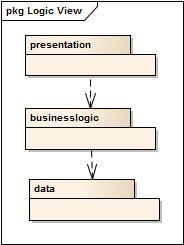 pkg Logic View
presentation
businesslogic
data